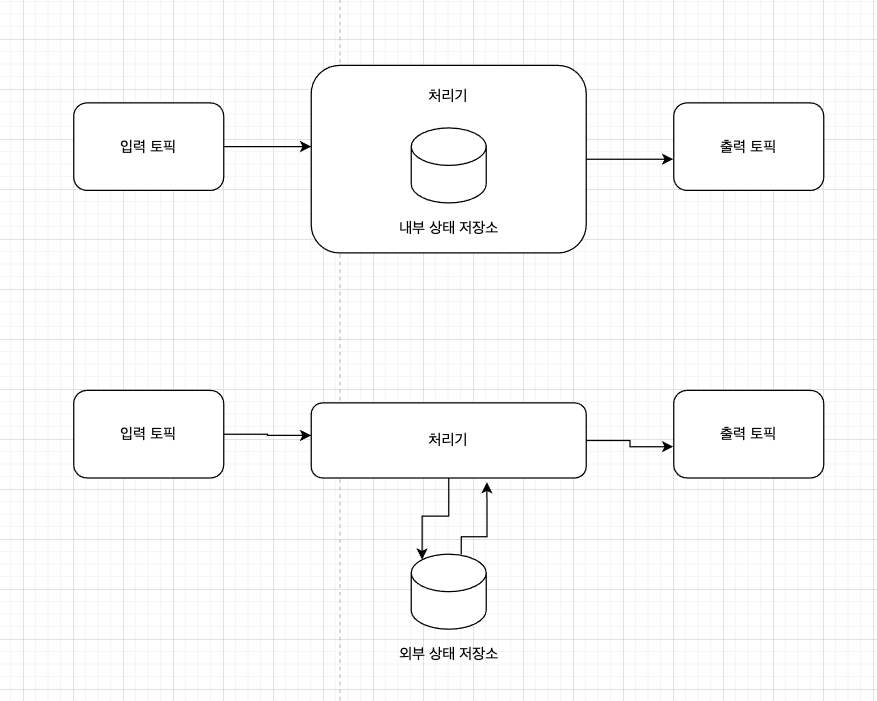 처리기
입력 토픽
출력 토픽
내부 상태 저장소
입력 토픽
처리기
출력 토픽
외부 상태 저장소